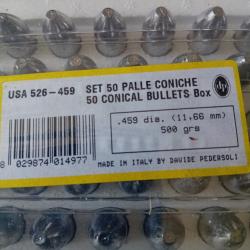 USA 526-459 SET 50 PALLE CONICHE
50 CONICAL BULLETS Box
.459 dia. (11,66 mm)
500 grs
8 029874 014977
MADE IN ITALY BY DAVIDE PEDERSOLI